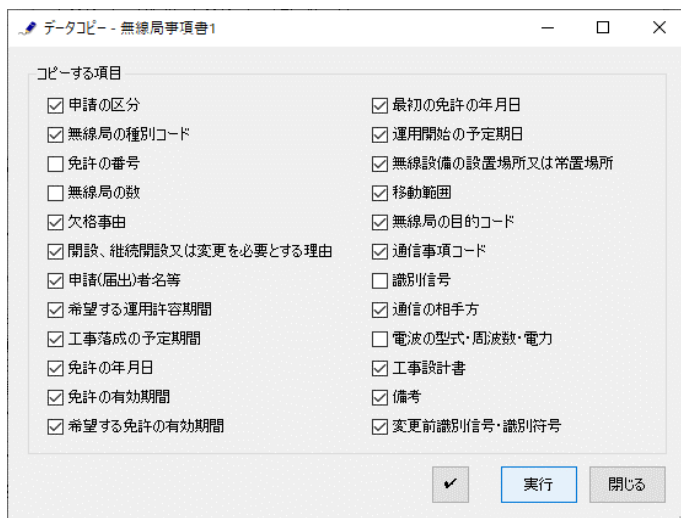 データコピー - 無線局事項書1
コピーする項目
申請の区分
無線局の種別コード
免許の番号
無線局の数
欠格事由
開設、継続開設又は変更を必要とする理由
申請(届出)者名等
希望する運用許容期間
工事落成の予定期間
免許の年月日
免許の有効期間
希望する免許の有効期間
最初の免許の年月日
運用開始の予定期日
無線設備の設置場所又は常置場所
移動範囲
無線局の目的コード
通信事項コード
識別信号
通信の相手方
電波の型式・周波数・電力
工事設計書
備考
変更前識別信号・識別符号
実行
閉じる